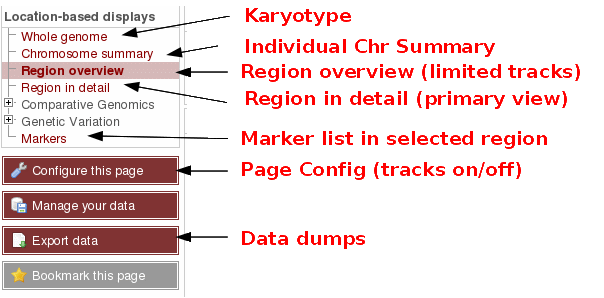 Location-based displays
Whole genome
Karyotype
Chromosome summary
Individual Chr Summary
Region overview
Region overview (limited tracks)
Region in detail
Region in detail (primary view)
Comparative Genomics
Genetic Variation
Markers
Marker list in selected region
Configure this page
Page Config (tracks on/off)
Manage your data
Export data
Data dumps
Bookmark this page